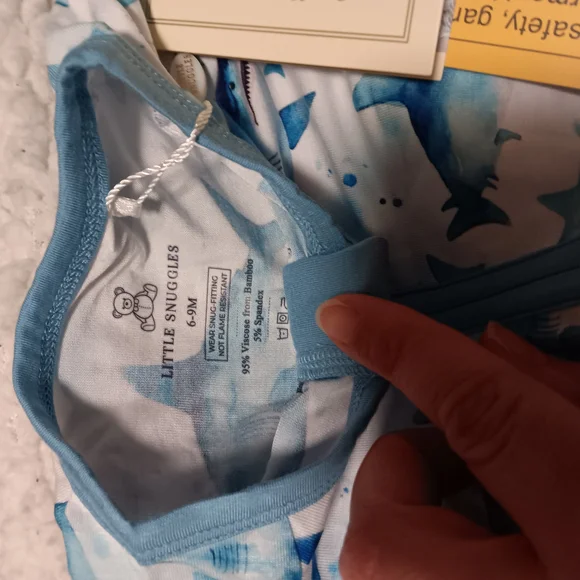 safety, gar
LITTLE SNUGGLES
6-9M
WEAR SNUG-FITTING
NOT FLAME RESISTANT
95% Viscose from Bamboo
5% Spandex